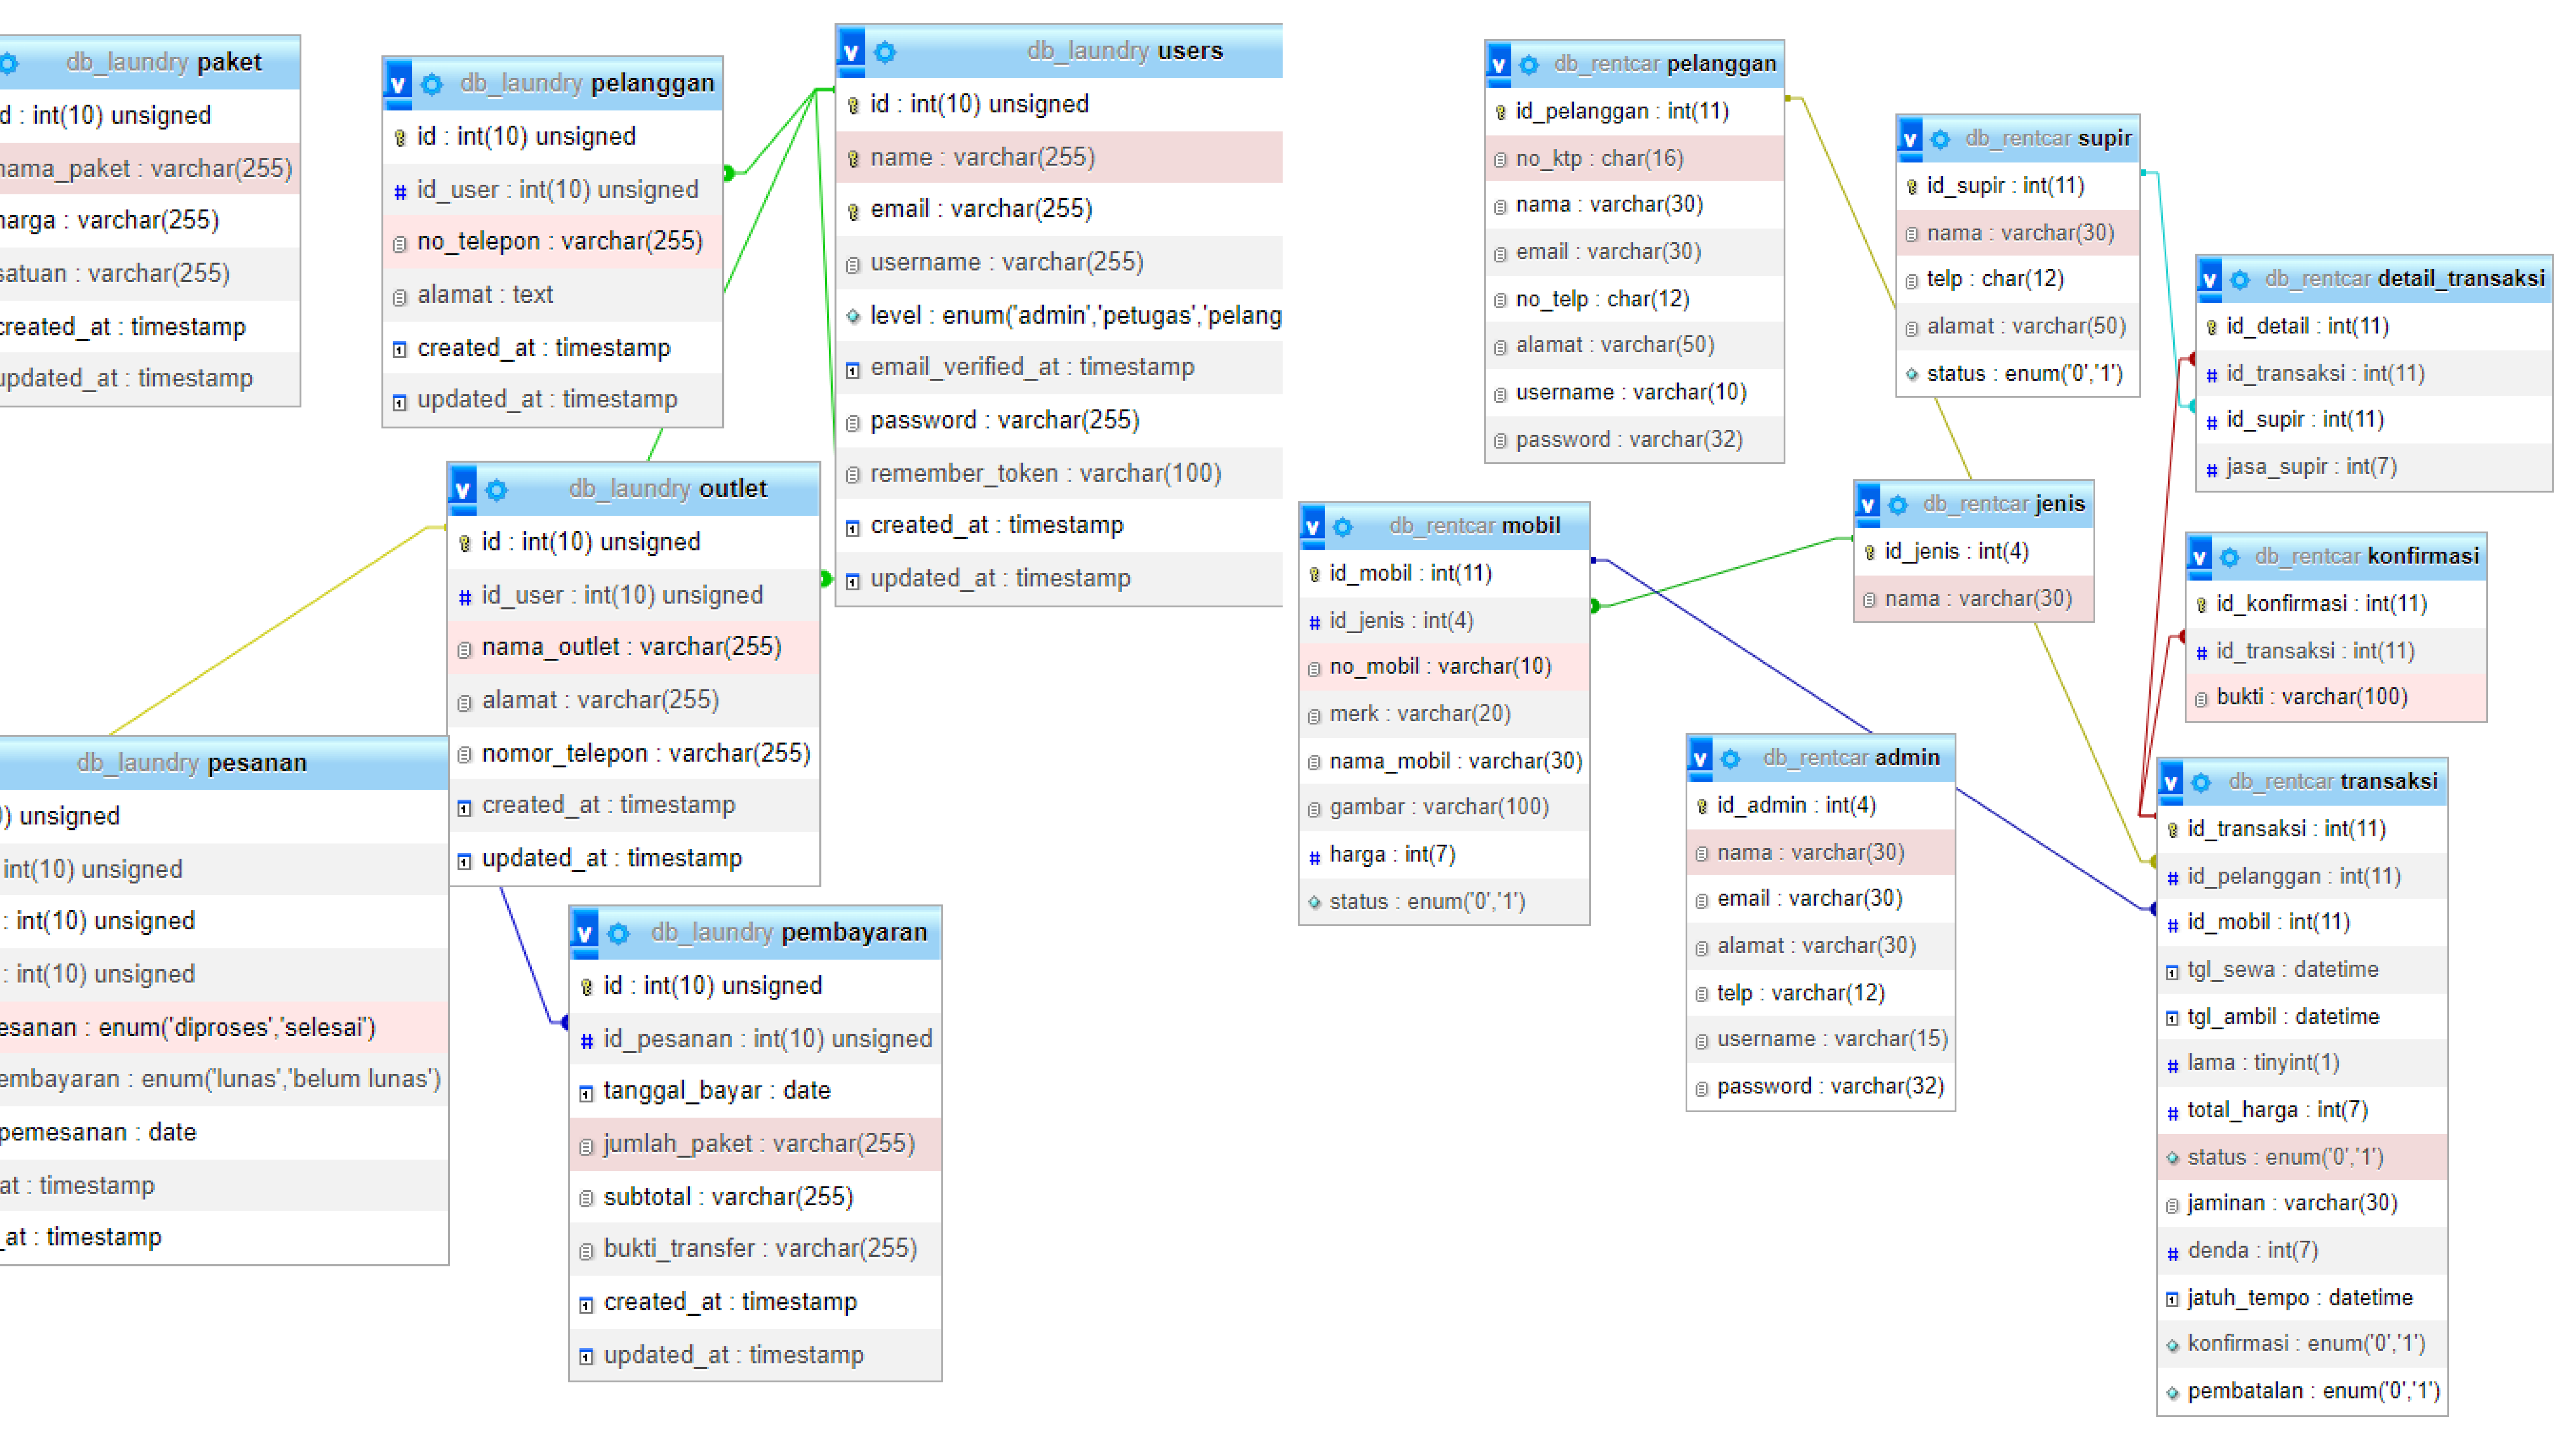 db_laundry paket
d : int(10) unsigned
nama_paket : varchar(255)
harga : varchar(255)
satuan : varchar(255)
created_at : timestamp
updated_at : timestamp
v db_laundry pelanggan
id : int(10) unsigned
# id_user : int(10) unsigned
no_telepon : varchar(255)
alamat : text
created_at : timestamp
updated_at : timestamp
v db_laundry users
id : int(10) unsigned
name : varchar(255)
email : varchar(255)
username : varchar(255)
level : enum('admin','petugas','pelang
email_verified_at : timestamp
password : varchar(255)
remember_token : varchar(100)
created_at : timestamp
updated_at : timestamp
v db_laundry outlet
id : int(10) unsigned
# id_user : int(10) unsigned
nama_outlet : varchar(255)
alamat : varchar(255)
nomor_telepon : varchar(255)
created_at : timestamp
updated_at : timestamp
db_laundry pesanan
) unsigned
int(10) unsigned
: int(10) unsigned
: int(10) unsigned
esanan : enum('diproses','selesai')
embayaran : enum('lunas','belum lunas')
pemesanan : date
at : timestamp
_at : timestamp
v db_laundry pembayaran
id : int(10) unsigned
# id_pesanan : int(10) unsigned
tanggal_bayar : date
jumlah_paket : varchar(255)
subtotal : varchar(255)
bukti_transfer : varchar(255)
created_at : timestamp
updated_at : timestamp
v db_rentcar pelanggan
id_pelanggan : int(11)
no_ktp : char(16)
nama : varchar(30)
email : varchar(30)
no_telp : char(12)
alamat : varchar(50)
username : varchar(10)
password : varchar(32)
v db_rentcar supir
id_supir : int(11)
nama : varchar(30)
telp : char(12)
alamat : varchar(50)
status : enum('0','1')
v db_rentcar detail_transaksi
id_detail : int(11)
# id_transaksi : int(11)
# id_supir : int(11)
# jasa_supir : int(7)
v db_rentcar mobil
id_mobil : int(11)
# id_jenis : int(4)
no_mobil : varchar(10)
merk : varchar(20)
nama_mobil : varchar(30)
gambar : varchar(100)
# harga : int(7)
status : enum('0','1')
v db_rentcar jenis
id_jenis : int(4)
nama : varchar(30)
v db_rentcar konfirmasi
id_konfirmasi : int(11)
# id_transaksi : int(11)
bukti : varchar(100)
v db_rentcar admin
id_admin : int(4)
nama : varchar(30)
email : varchar(30)
alamat : varchar(30)
telp : varchar(12)
username : varchar(15)
password : varchar(32)
v db_rentcar transaksi
id_transaksi : int(11)
# id_pelanggan : int(11)
# id_mobil : int(11)
tgl_sewa : datetime
tgl_ambil : datetime
# lama : tinyint(1)
# total_harga : int(7)
status : enum('0','1')
jaminan : varchar(30)
# denda : int(7)
jatuh_tempo : datetime
konfirmasi : enum('0','1')
pembatalan : enum('0','1')